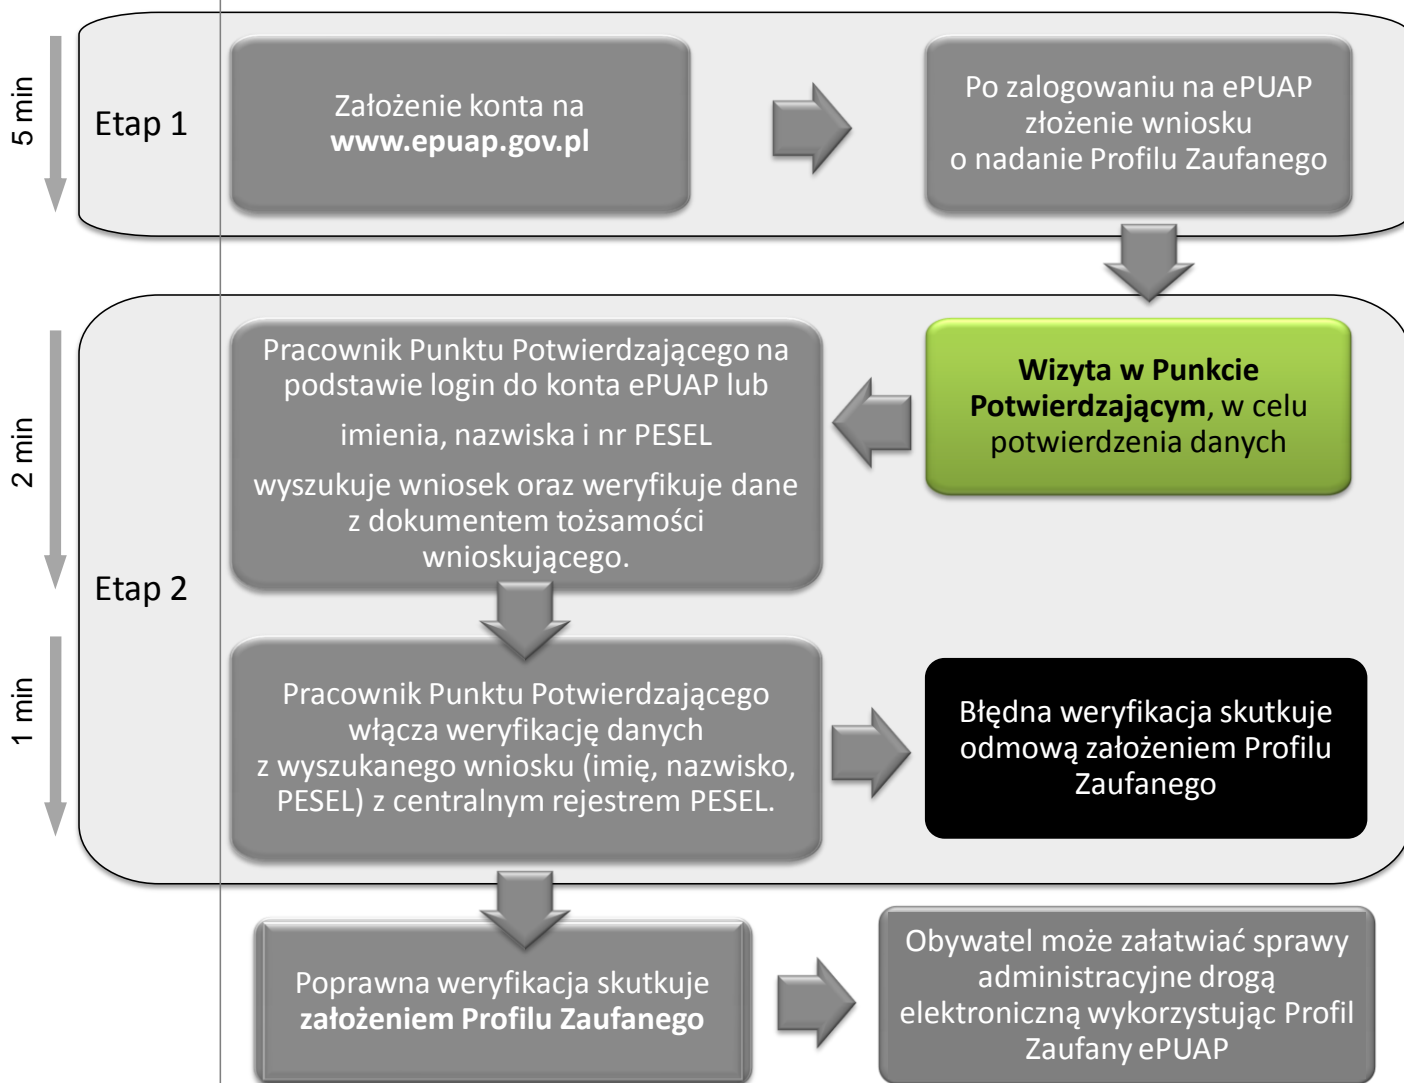 5 min
Etap 1
Założenie konta na
www.epuap.gov.pl
Po zalogowaniu na ePUAP
złożenie wniosku
o nadanie Profilu Zaufanego
2 min
Etap 2
Wizyta w Punkcie
Potwierdzającym, w celu
potwierdzenia danych
Pracownik Punktu Potwierdzającego na
podstawie login do konta ePUAP lub
imienia, nazwiska i nr PESEL
wyszukuje wniosek oraz weryfikuje dane
z dokumentem tożsamości
wnioskującego.
1 min
Pracownik Punktu Potwierdzającego
włącza weryfikację danych
z wyszukanego wniosku (imię, nazwisko,
PESEL) z centralnym rejestrem PESEL.
Błędna weryfikacja skutkuje
odmową założeniem Profilu
Zaufanego
Poprawna weryfikacja skutkuje
założeniem Profilu Zaufanego
Obywatel może załatwiać sprawy
administracyjne drogą
elektroniczną wykorzystując Profil
Zaufany ePUAP